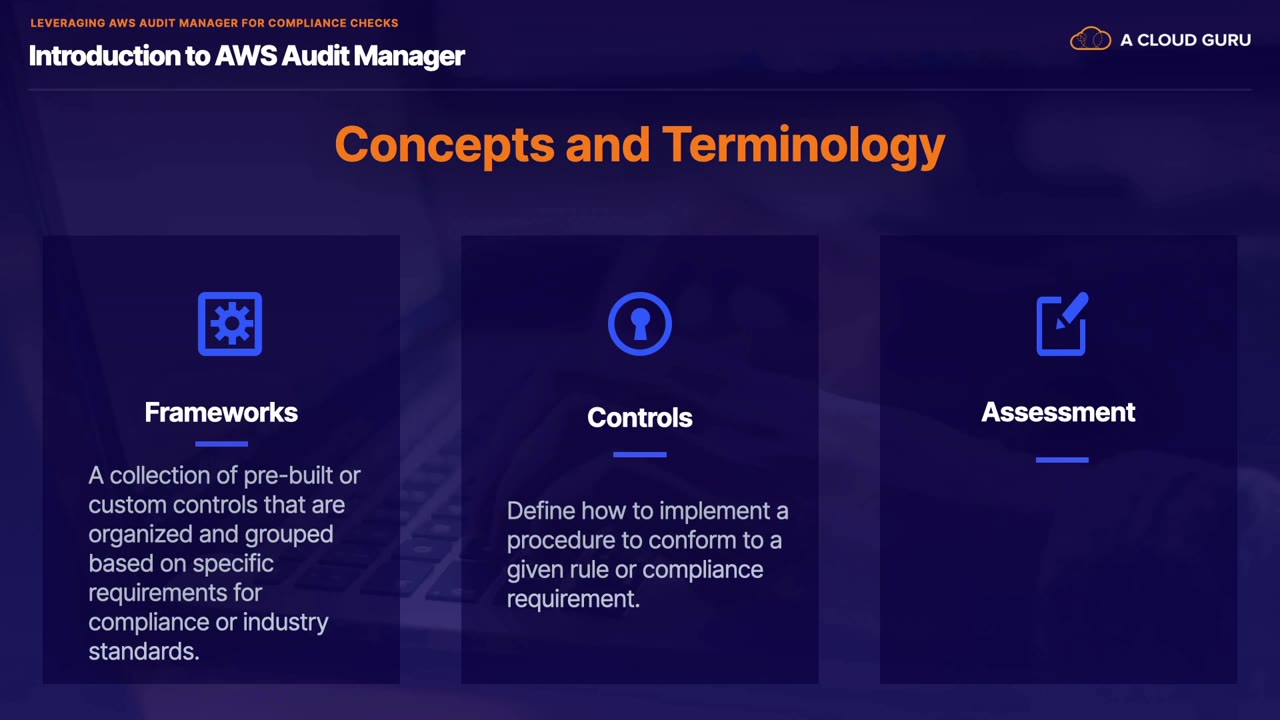 LEVERAGING AWS AUDIT MANAGER FOR COMPLIANCE CHECKS
Introduction to AWS Audit Manager
A CLOUD GURU
Concepts and Terminology
Frameworks
A collection of pre-built or
custom controls that are
organized and grouped
based on specific
requirements for
compliance or industry
standards.
Controls
Define how to implement a
procedure to conform to a
given rule or compliance
requirement.
Assessment